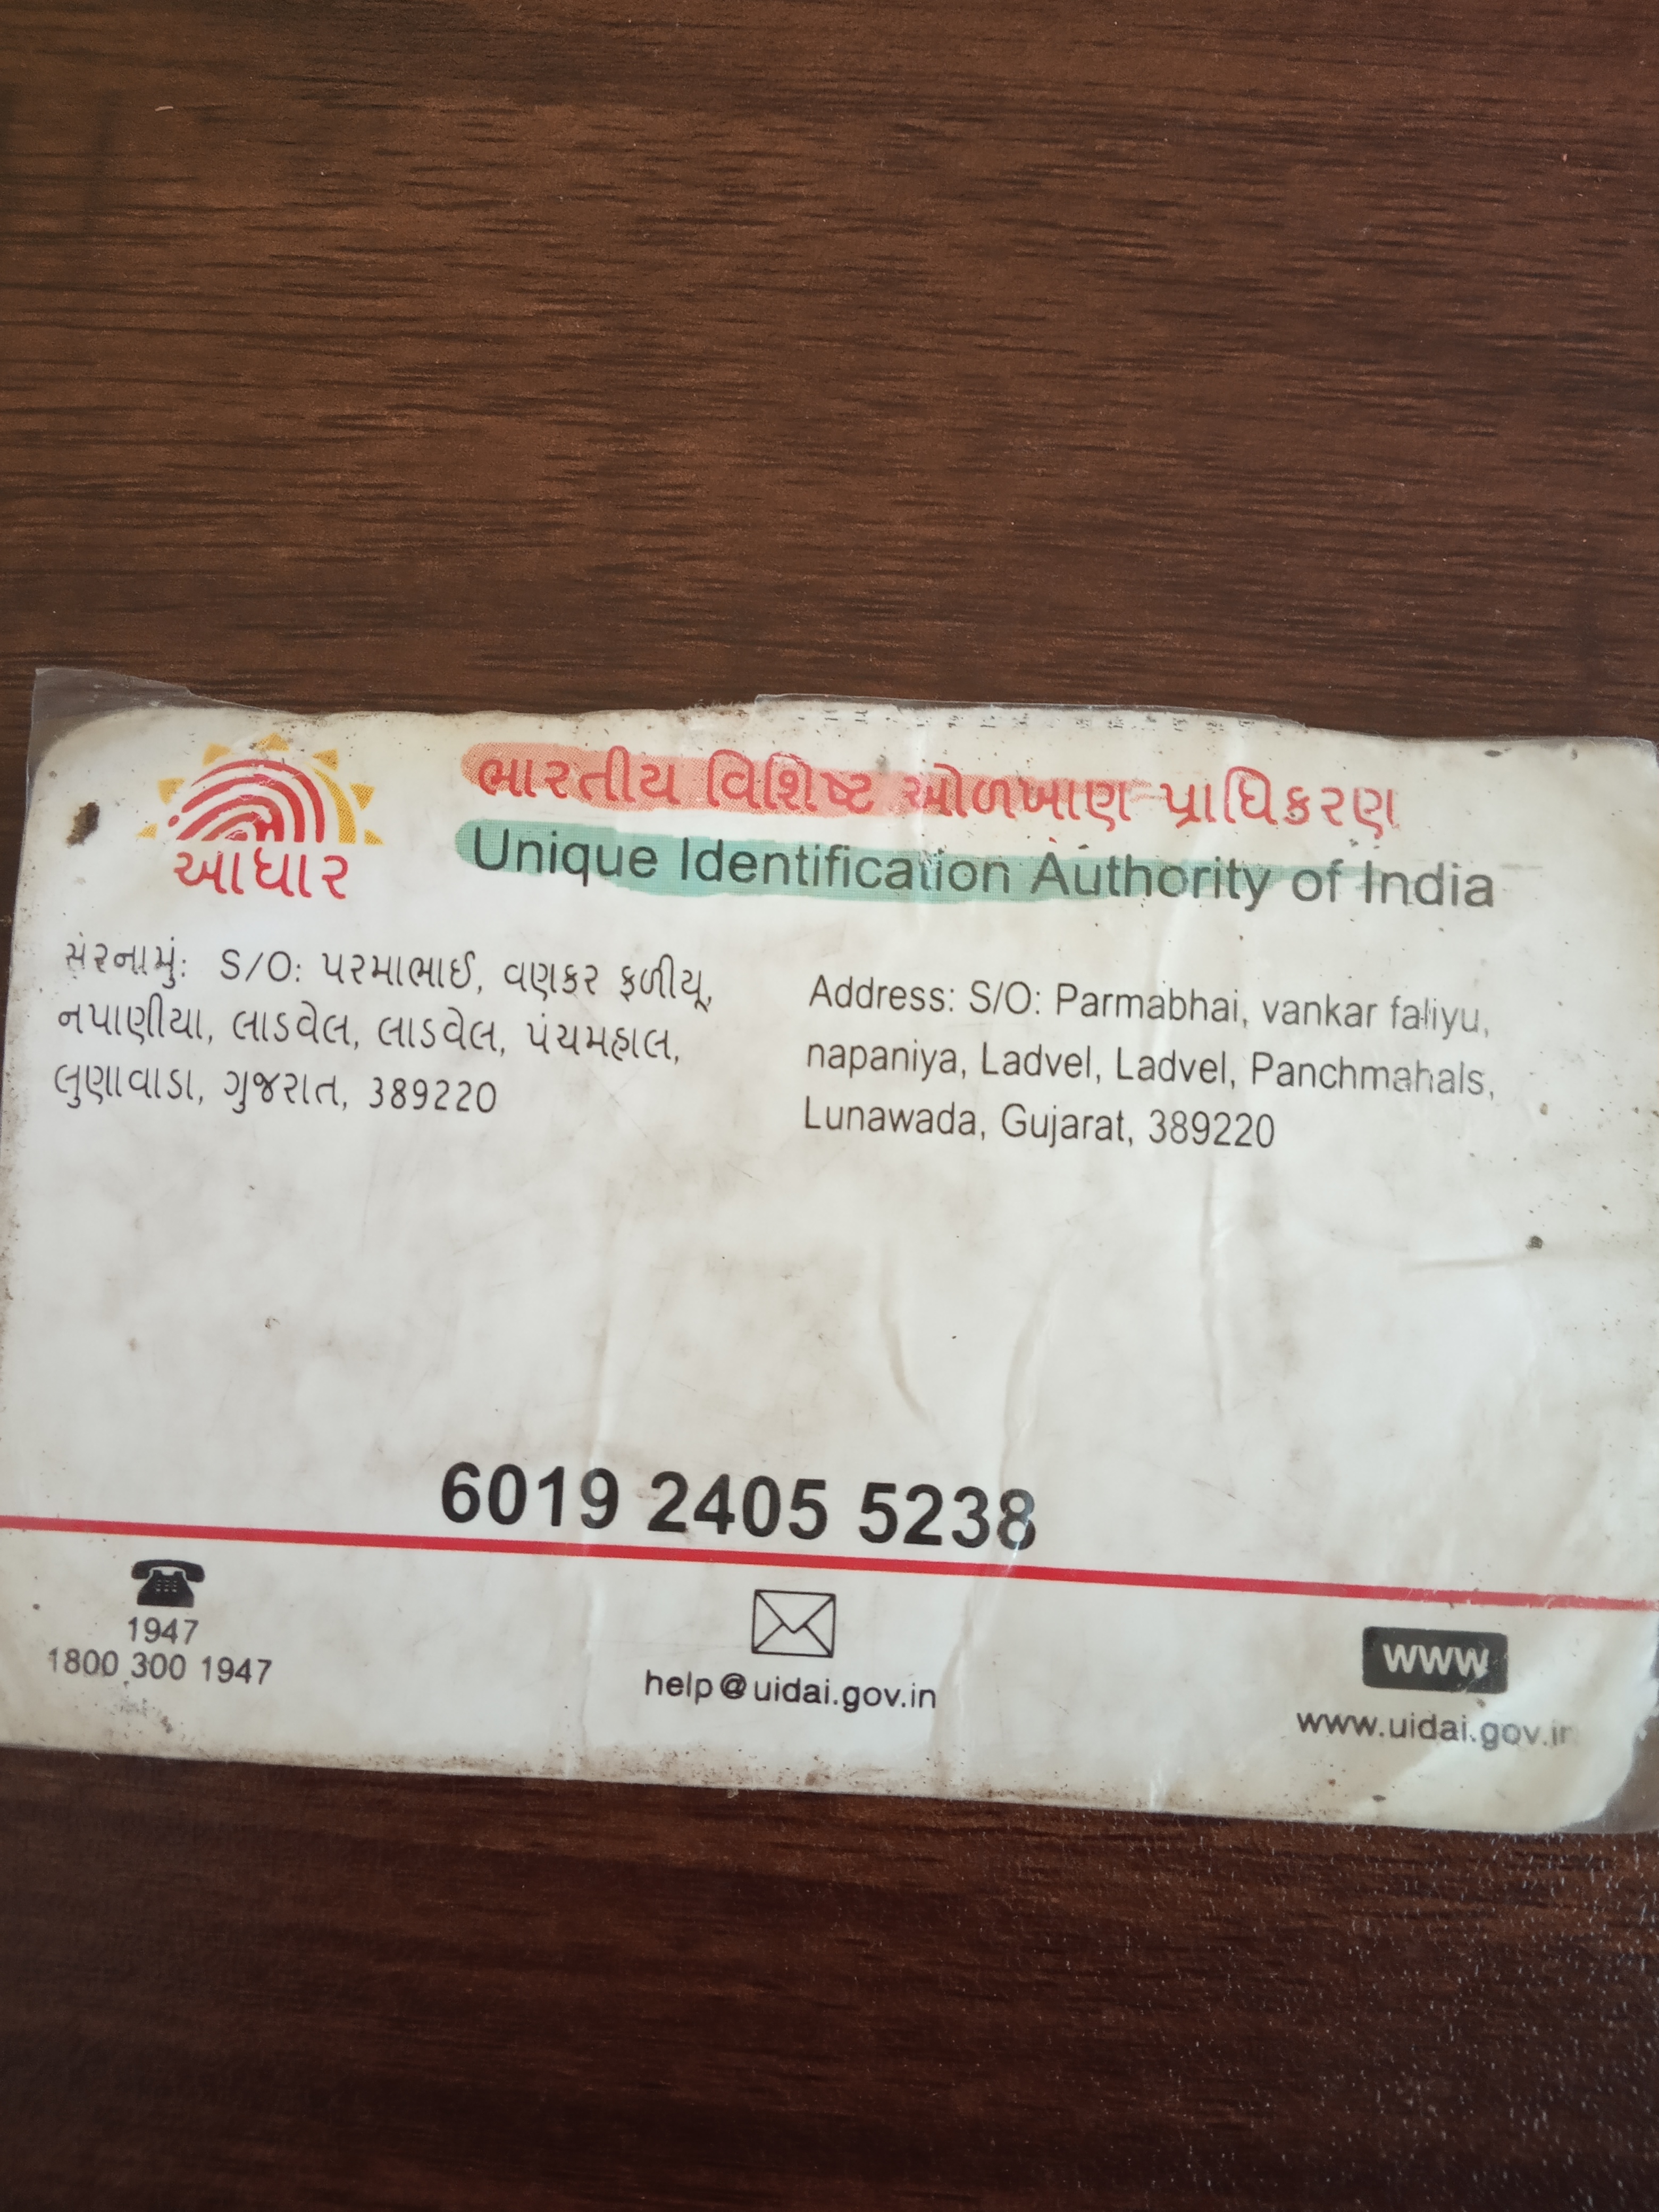 આધાર
ભારતીય વિશિષ્ટ ઓળખાણ પ્રાધિકરણ
Unique Identification Authority of India
સરનામું: S/O: પરમાભાઈ, વણકર ફળીયૂ,
નપાણીયા, લાડવેલ, લાડવેલ, પંચમહાલ,
લુણાવાડા, ગુજરાત, 389220
Address: S/O: Parmabhai, vankar faliyu,
napaniya, Ladvel, Ladvel, Panchmahals,
Lunawada, Gujarat, 389220
6019 2405 5238
1947
1800 300 1947
help@uidai.gov.in
www
www.uidai.gov.in